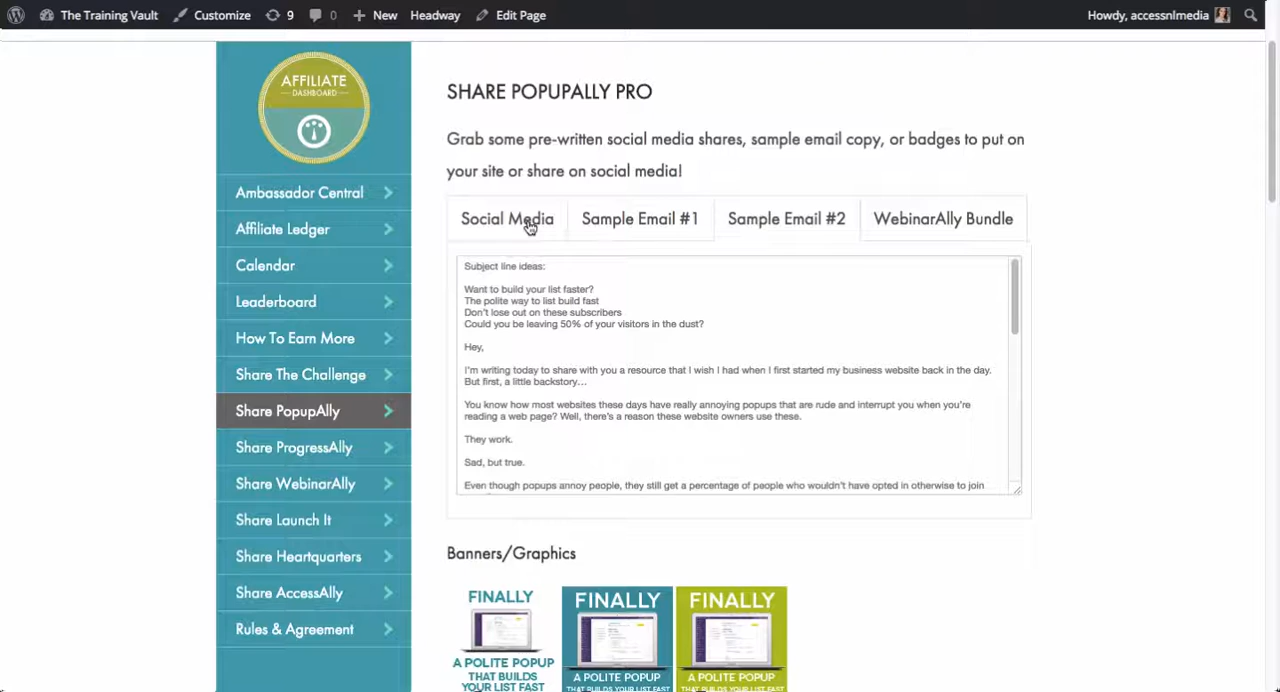 The Training Vault
Customize
9
0
New
Headway
Edit Page
Howdy, accessnlmedia
AFFILIATE
DASHBOARD
Ambassador Central
Affiliate Ledger
Calendar
Leaderboard
How To Earn More
Share The Challenge
Share PopupAlly
Share ProgressAlly
Share WebinarAlly
Share Launch It
Share Heartquarters
Share AccessAlly
Rules & Agreement
SHARE POPUPALLY PRO
Grab some pre-written social media shares, sample email copy, or badges to put on
your site or share on social media!
Social Media
Sample Email #1
Sample Email #2
WebinarAlly Bundle
Subject line ideas:
Want to build your list faster?
The polite way to list build fast
Don't lose out on these subscribers
Could you be leaving 50% of your visitors in the dust?
Hey,
I'm writing today to share with you a resource that I wish I had when I first started my business website back in the day.
But first, a little backstory…
You know how most websites these days have really annoying popups that are rude and interrupt you when you're
reading a web page? Well, there's a reason these website owners use these.
They work.
Sad, but true.
Even though popups annoy people, they still get a percentage of people who wouldn't have opted in otherwise to join
Banners/Graphics
FINALLY
A POLITE POPUP
THAT BUILDS
YOUR LIST FAST
FINALLY
A POLITE POPUP
THAT BUILDS YOUR LIST FAST
FINALLY
A POLITE POPUP
THAT BUILDS YOUR LIST FAST